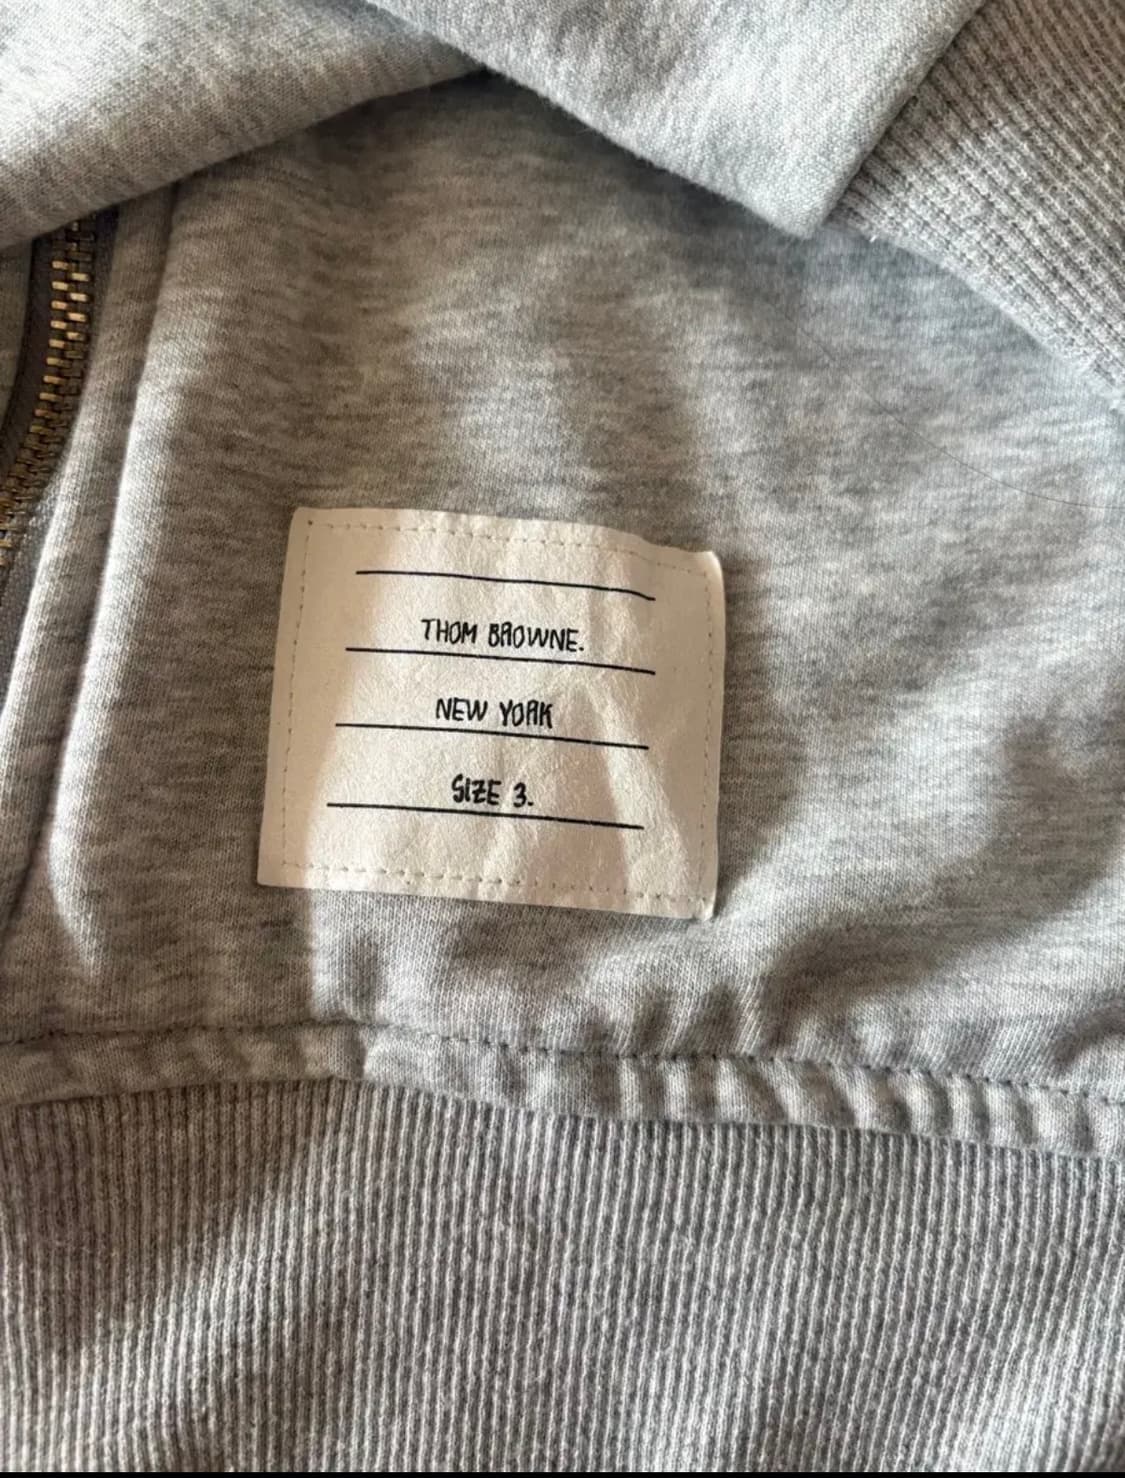 THOM BROWNE.
NEW YORK
SIZE 3.